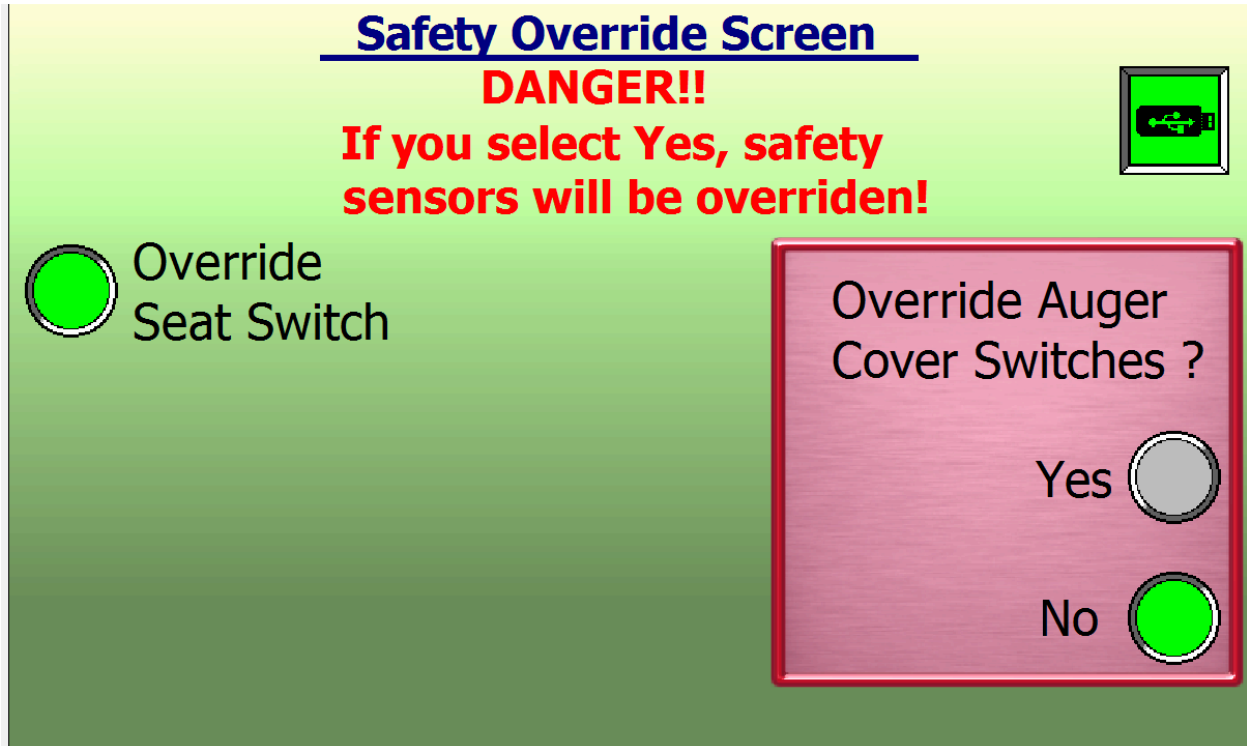 Safety Override Screen
DANGER!!
If you select Yes, safety
sensors will be overriden!
Override
Seat Switch
Override Auger
Cover Switches ?
Yes
No